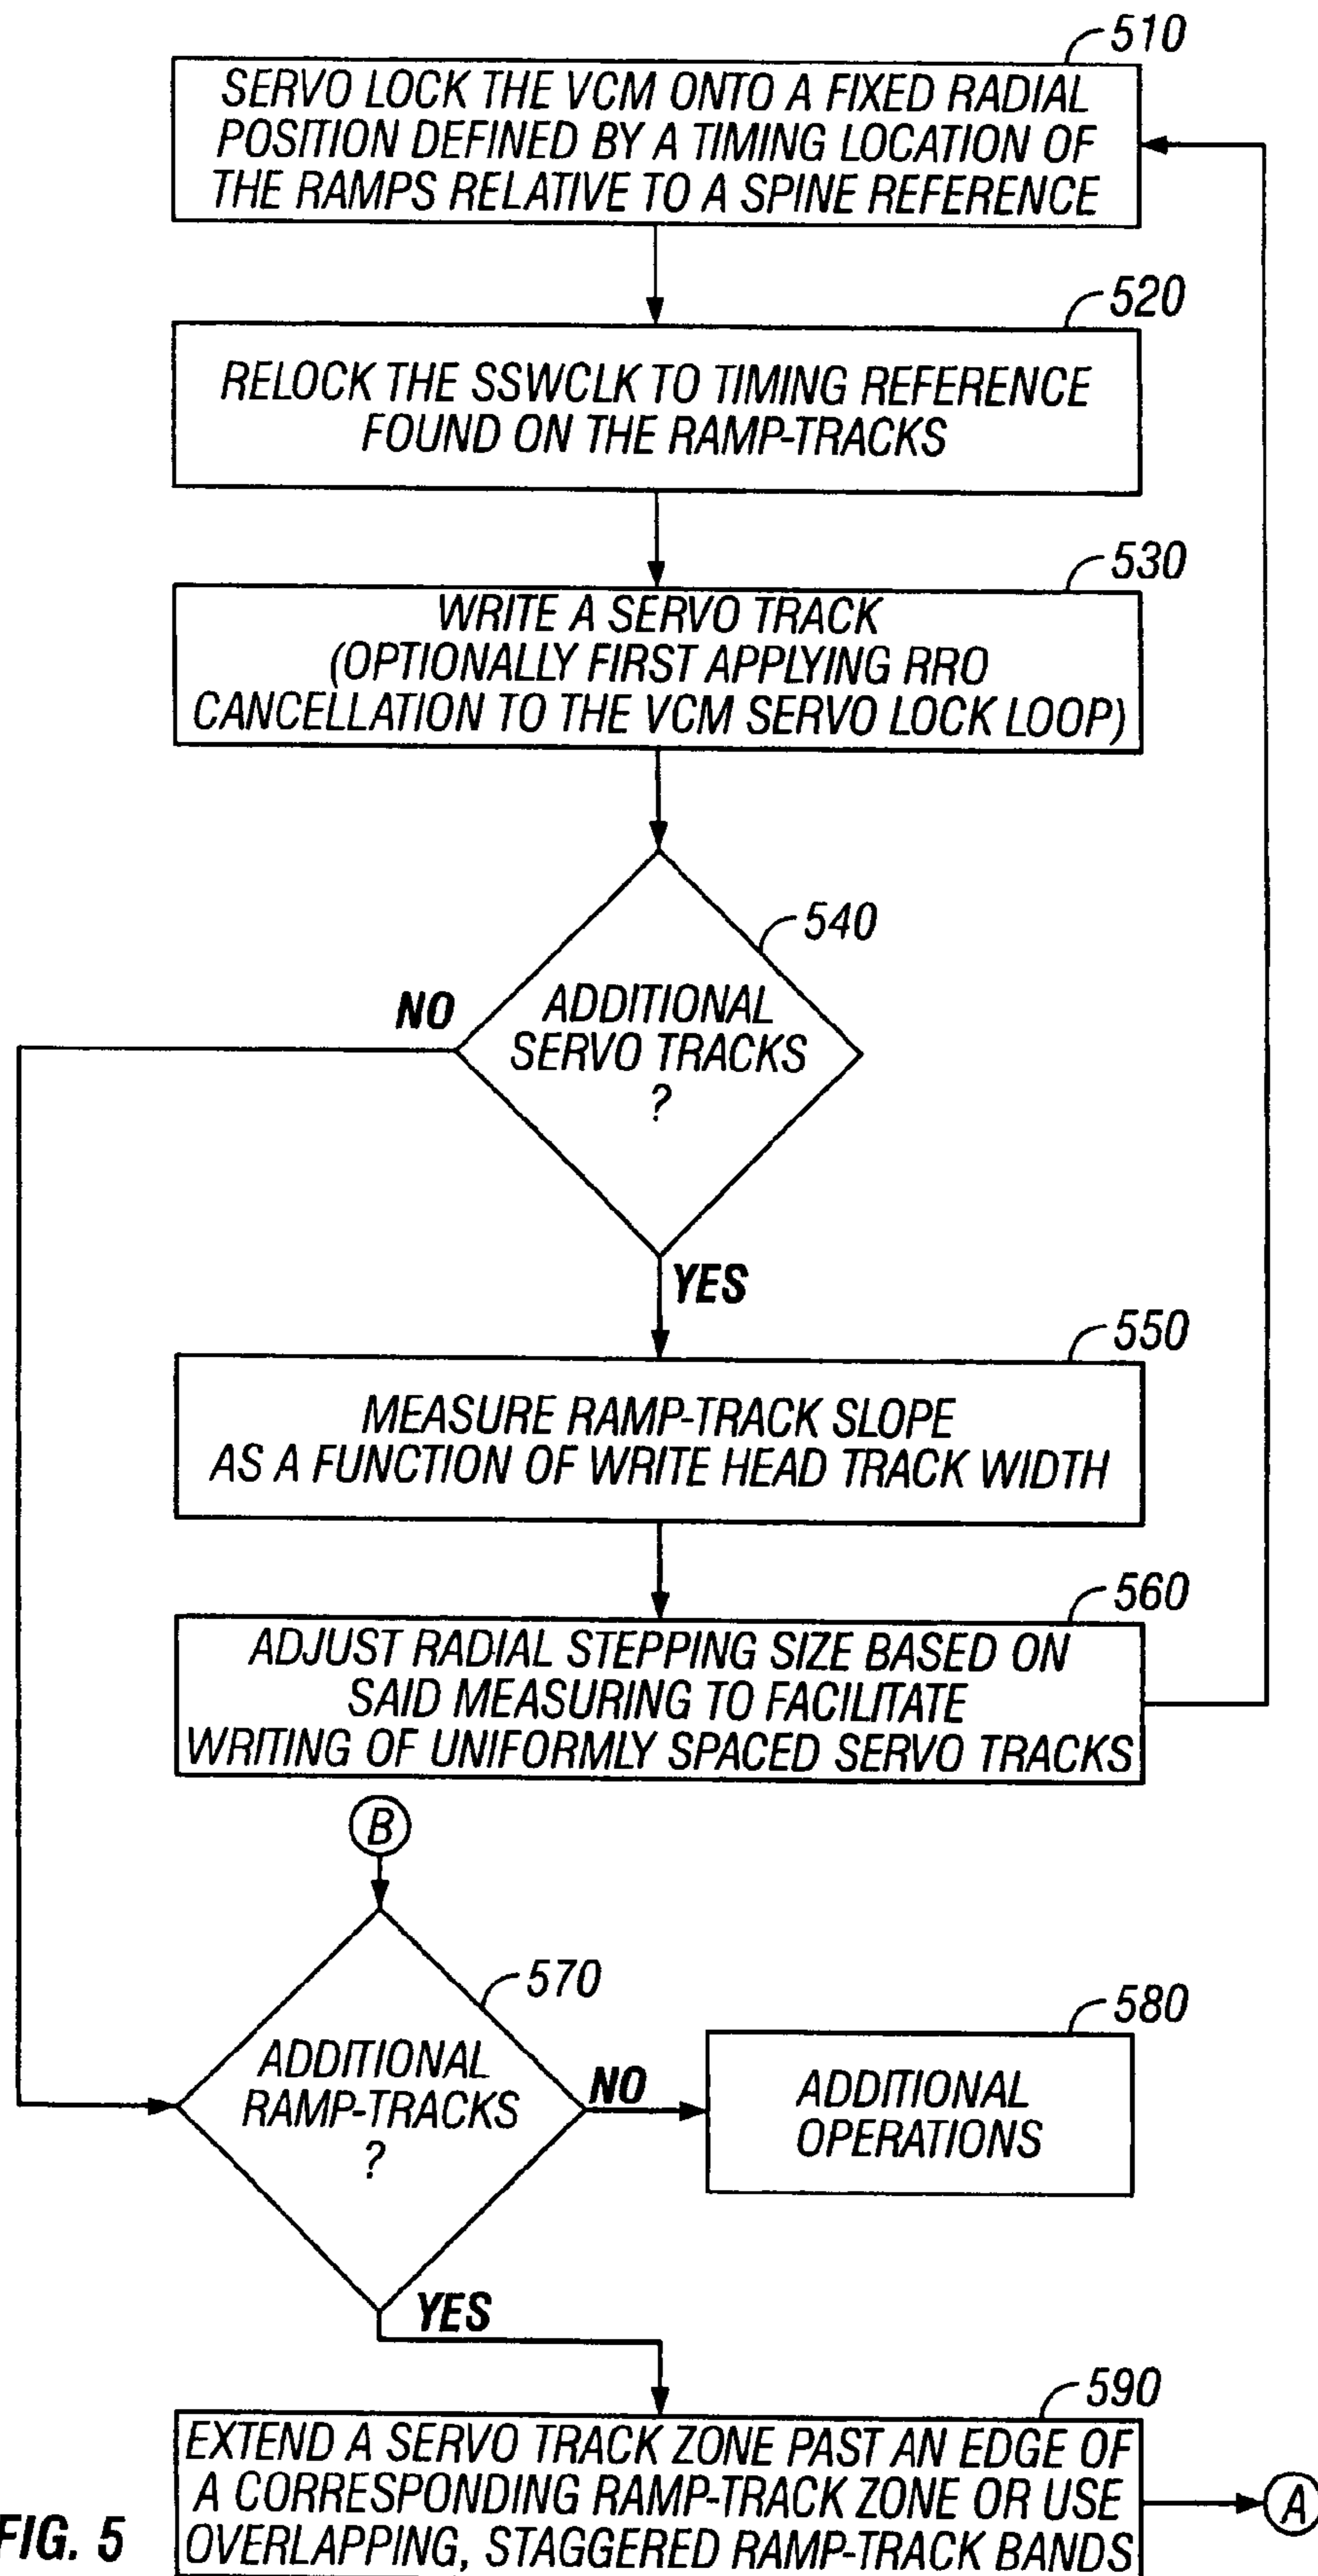 510
SERVO LOCK THE VCM ONTO A FIXED RADIAL
POSITION DEFINED BY A TIMING LOCATION OF
THE RAMPS RELATIVE TO A SPINE REFERENCE
520
RELOCK THE SSWCLK TO TIMING REFERENCE
FOUND ON THE RAMP-TRACKS
530
WRITE A SERVO TRACK
(OPTIONALLY FIRST APPLYING RRO
CANCELLATION TO THE VCM SERVO LOCK LOOP)
540
NO
ADDITIONAL
SERVO TRACKS
?
YES
550
MEASURE RAMP-TRACK SLOPE
AS A FUNCTION OF WRITE HEAD TRACK WIDTH
560
ADJUST RADIAL STEPPING SIZE BASED ON
SAID MEASURING TO FACILITATE
WRITING OF UNIFORMLY SPACED SERVO TRACKS
B
570
ADDITIONAL
RAMP-TRACKS
?
NO
580
ADDITIONAL
OPERATIONS
YES
590
EXTEND A SERVO TRACK ZONE PAST AN EDGE OF
A CORRESPONDING RAMP-TRACK ZONE OR USE
OVERLAPPING, STAGGERED RAMP-TRACK BANDS
A
FIG. 5